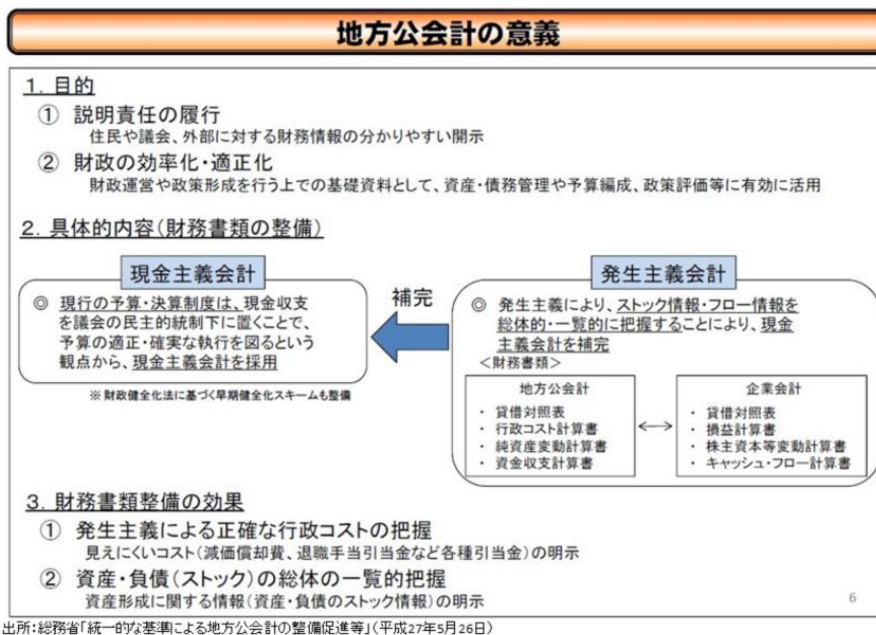 地方公会計の意義
1．目的
① 説明責任の履行
住民や議会、外部に対する財務情報の分かりやすい開示
② 財政の効率化・適正化
財政運営や政策形成を行う上での基礎資料として、資産・債務管理や予算編成、政策評価等に有効に活用
2．具体的内容（財務書類の整備）
現金主義会計
◎ 現行の予算・決算制度は、現金収支
を議会の民主的統制下に置くことで、
予算の適正・確実な執行を図るという
観点から、現金主義会計を採用
※ 財政健全化法に基づく早期健全化スキームも整備
補完
発生主義会計
◎ 発生主義により、ストック情報・フロー情報を
総体的・一覧的に把握することにより、現金
主義会計を補完
＜財務書類＞
地方公会計
・ 貸借対照表
・ 行政コスト計算書
・ 純資産変動計算書
・ 資金収支計算書
企業会計
・ 貸借対照表
・ 損益計算書
・ 株主資本等変動計算書
・ キャッシュ・フロー計算書
3．財務書類整備の効果
① 発生主義による正確な行政コストの把握
見えにくいコスト（減価償却費、退職手当引当金など各種引当金）の明示
② 資産・負債（ストック）の総体の一覧的把握
資産形成に関する情報（資産・負債のストック情報）の明示
6
出所：総務省「統一的な基準による地方公会計の整備促進等」（平成27年5月26日）